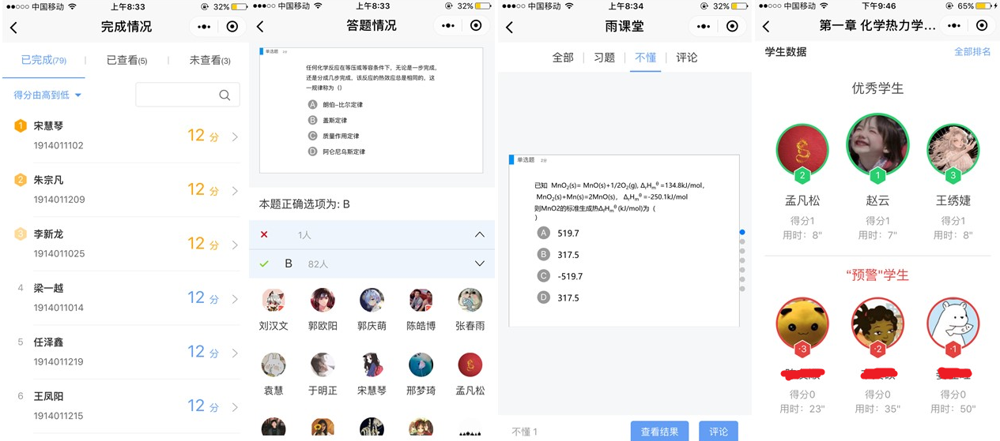 中国移动 上午8:33 32%
完成情况
已完成(79) 已查看(5) 未查看(3)
得分由高到低
1 宋慧琴
1914011102
12 分
2 朱宗凡
1914011209
12 分
3 李新龙
1914011025
12 分
4 梁一越
1914011014
12 分
5 任泽鑫
1914011219
12 分
6 王凤阳
1914011215
12 分
中国移动 上午8:33 32%
答题情况
单选题
任何化学反应在等压或等容条件下，无论是一步完成，
还是分成几步完成，该反应的热效应总是相同的，这
一规律称为（）
A 朗伯-比尔定律
B 盖斯定律
C 质量作用定律
D 阿仑尼乌斯定律
本题正确选项为: B
1人
B 82人
刘汉文 郭欧阳 郭庆萌 陈皓博 张春雨
袁慧 于明正 宋慧琴 邢梦琦 孟凡松
中国移动 上午8:34 32%
雨课堂
全部 习题 不懂 评论
单选题 2分
已知 MnO₂(s)= MnO(s)+1/2O₂(g), ΔᵣHₘᶿ =134.8kJ/mol，
MnO₂(s)+Mn(s)=2MnO(s)， ΔᵣHₘᶿ =-250.1kJ/mol
则MnO2的标准生成热ΔfHₘᶿ (kJ/mol)为（
）
A 519.7
B 317.5
C -519.7
D 317.5
不懂 1 查看结果 评论
中国移动 下午9:46 65%
第一章 化学热力学...
学生数据 全部排名
优秀学生
2 1 3
孟凡松 赵云 王绣婕
得分1 得分1 得分1
用时：8" 用时：7" 用时：8"
“预警"学生
-3 -2 -1
得分0 得分0 得分0
用时：23" 用时：35" 用时：50"